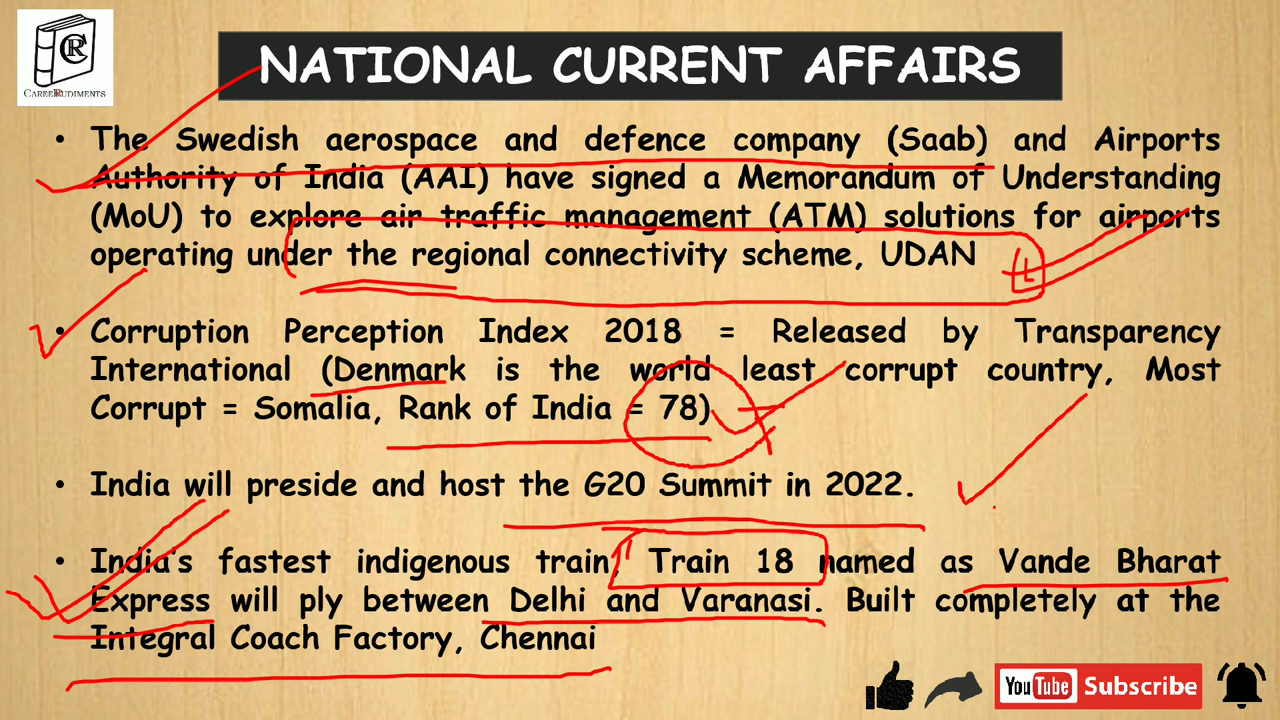 CR
CAREERUDIMENTS
NATIONAL CURRENT AFFAIRS
• The Swedish aerospace and defence company (Saab) and Airports
Authority of India (AAI) have signed a Memorandum of Understanding
(MoU) to explore air traffic management (ATM) solutions for airports
operating under the regional connectivity scheme, UDAN
• Corruption Perception Index 2018 = Released by Transparency
International (Denmark is the world least corrupt country, Most
Corrupt = Somalia, Rank of India = 78)
• India will preside and host the G20 Summit in 2022.
• India's fastest indigenous train, Train 18 named as Vande Bharat
Express will ply between Delhi and Varanasi. Built completely at the
Integral Coach Factory, Chennai
YouTube Subscribe